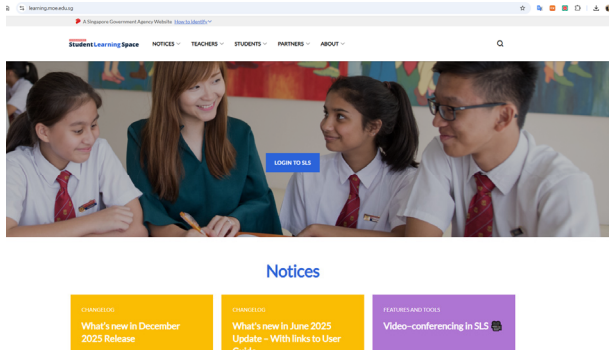 learning.moe.edu.sg
A Singapore Government Agency Website How to identify
Student Learning Space
NOTICES TEACHERS STUDENTS PARTNERS ABOUT
LOGIN TO SLS
Notices
CHANGELOG
What's new in December
2025 Release
CHANGELOG
What's new in June 2025
Update – With links to User
FEATURES AND TOOLS
Video-conferencing in SLS